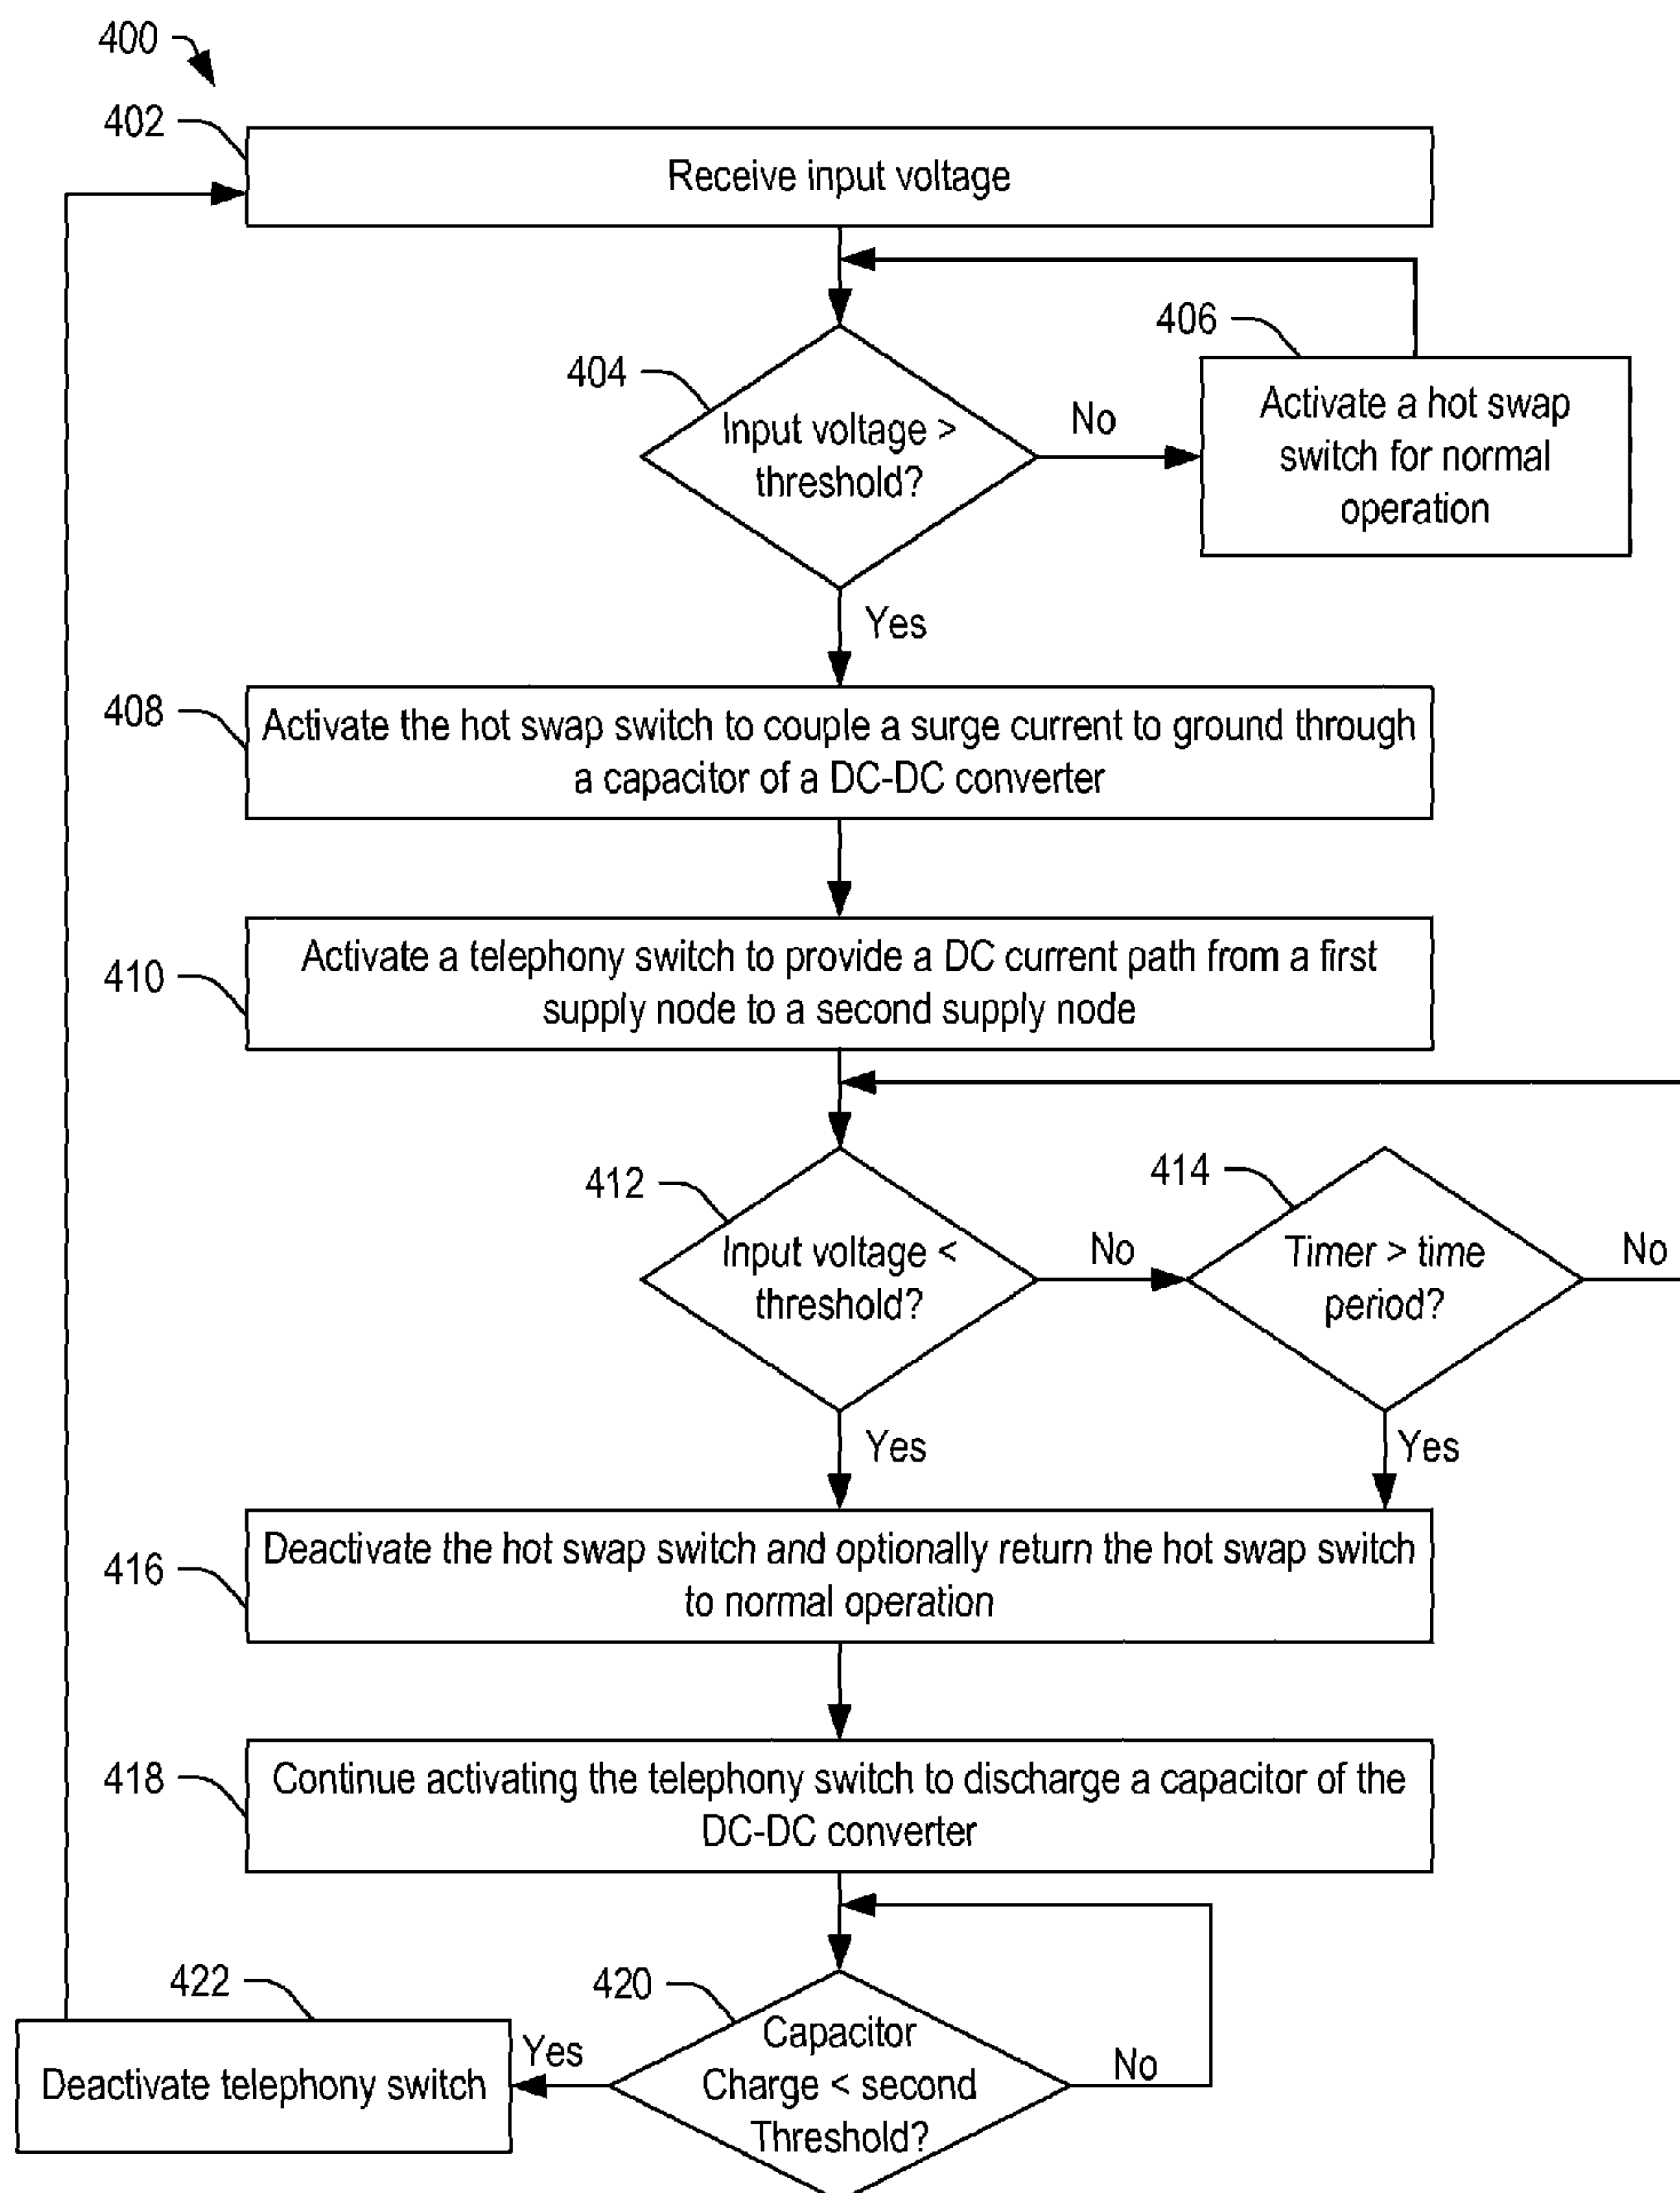 400
402
Receive input voltage
404
Input voltage >
threshold?
No
406
Activate a hot swap
switch for normal
operation
Yes
408
Activate the hot swap switch to couple a surge current to ground through
a capacitor of a DC-DC converter
410
Activate a telephony switch to provide a DC current path from a first
supply node to a second supply node
412
Input voltage <
threshold?
No
414
Timer > time
period?
No
Yes
Yes
416
Deactivate the hot swap switch and optionally return the hot swap switch
to normal operation
418
Continue activating the telephony switch to discharge a capacitor of the
DC-DC converter
420
Capacitor
Charge < second
Threshold?
No
Yes
422
Deactivate telephony switch